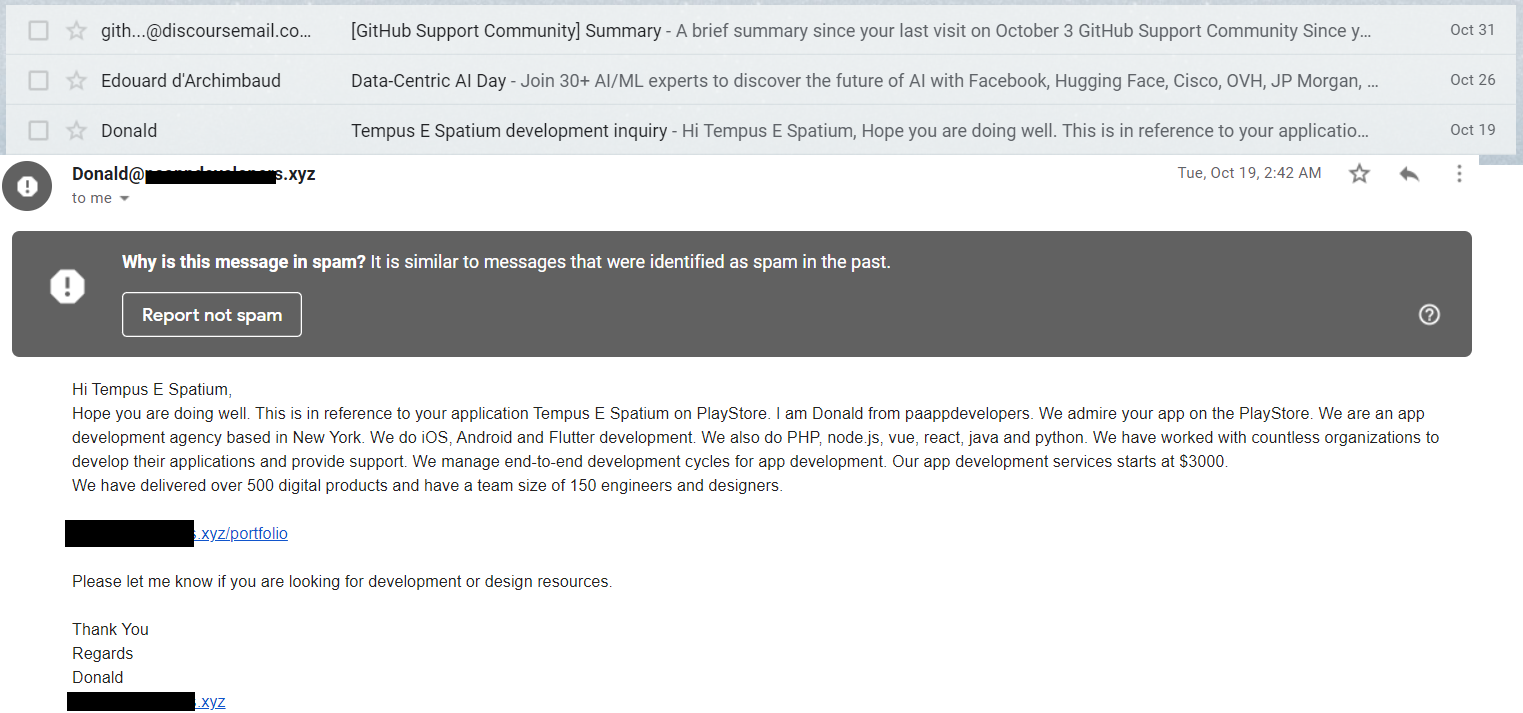 gith...@discoursemail.co... [GitHub Support Community] Summary - A brief summary since your last visit on October 3 GitHub Support Community Since y... Oct 31
Edouard d'Archimbaud Data-Centric AI Day - Join 30+ AI/ML experts to discover the future of AI with Facebook, Hugging Face, Cisco, OVH, JP Morgan, ... Oct 26
Donald Tempus E Spatium development inquiry - Hi Tempus E Spatium, Hope you are doing well. This is in reference to your applicatio... Oct 19
Donald@ s.xyz Tue, Oct 19, 2:42 AM
to me
Why is this message in spam? It is similar to messages that were identified as spam in the past.
Report not spam
Hi Tempus E Spatium,
Hope you are doing well. This is in reference to your application Tempus E Spatium on PlayStore. I am Donald from paappdevelopers. We admire your app on the PlayStore. We are an app
development agency based in New York. We do iOS, Android and Flutter development. We also do PHP, node.js, vue, react, java and python. We have worked with countless organizations to
develop their applications and provide support. We manage end-to-end development cycles for app development. Our app development services starts at $3000.
We have delivered over 500 digital products and have a team size of 150 engineers and designers.
.xyz/portfolio
Please let me know if you are looking for development or design resources.
Thank You
Regards
Donald
.xyz